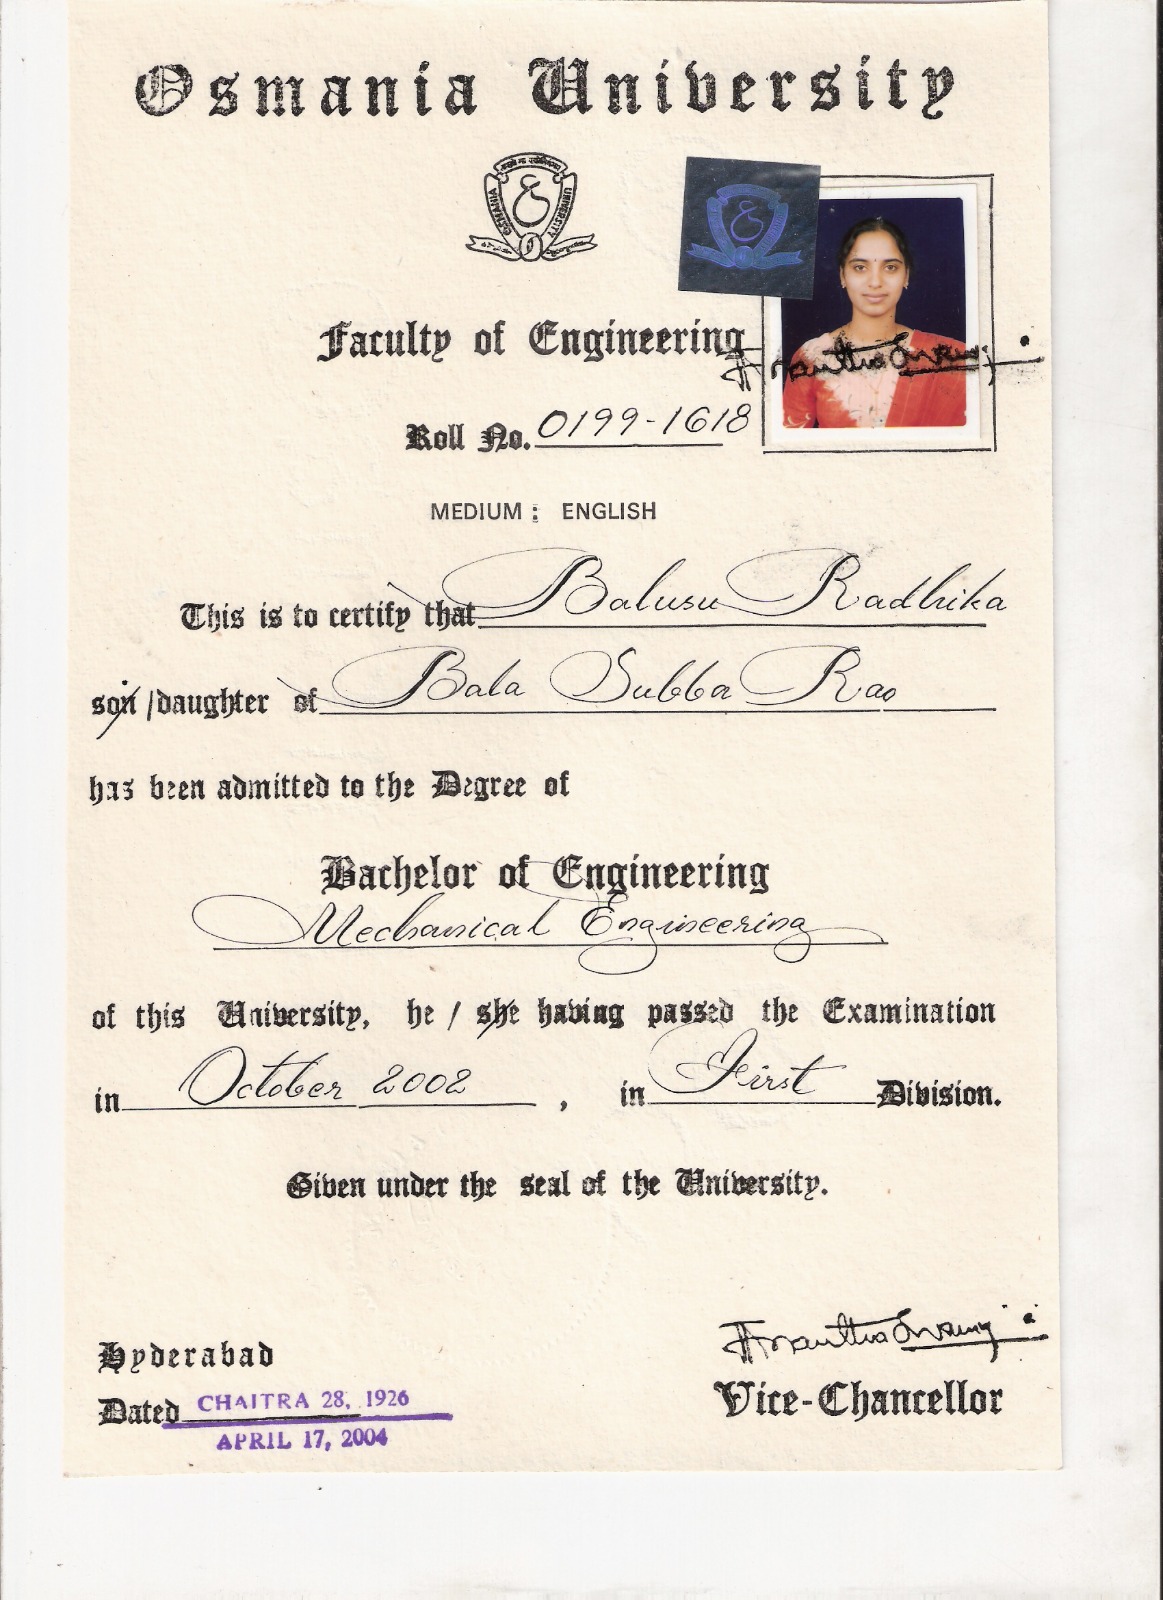 Osmania University
OSMANIA UNIVERSITY
Faculty of Engineering
Roll No. 0199-1618
MEDIUM : ENGLISH
This is to certify that Balusu Radhika
son/daughter of Bala Subba Rao
has been admitted to the Degree of
Bachelor of Engineering
Mechanical Engineering
of this University, he / she having passed the Examination
in October 2002, in First Division.
Given under the seal of the University.
Hyderabad
Vice-Chancellor
Dated CHAITRA 28, 1926
APRIL 17, 2004